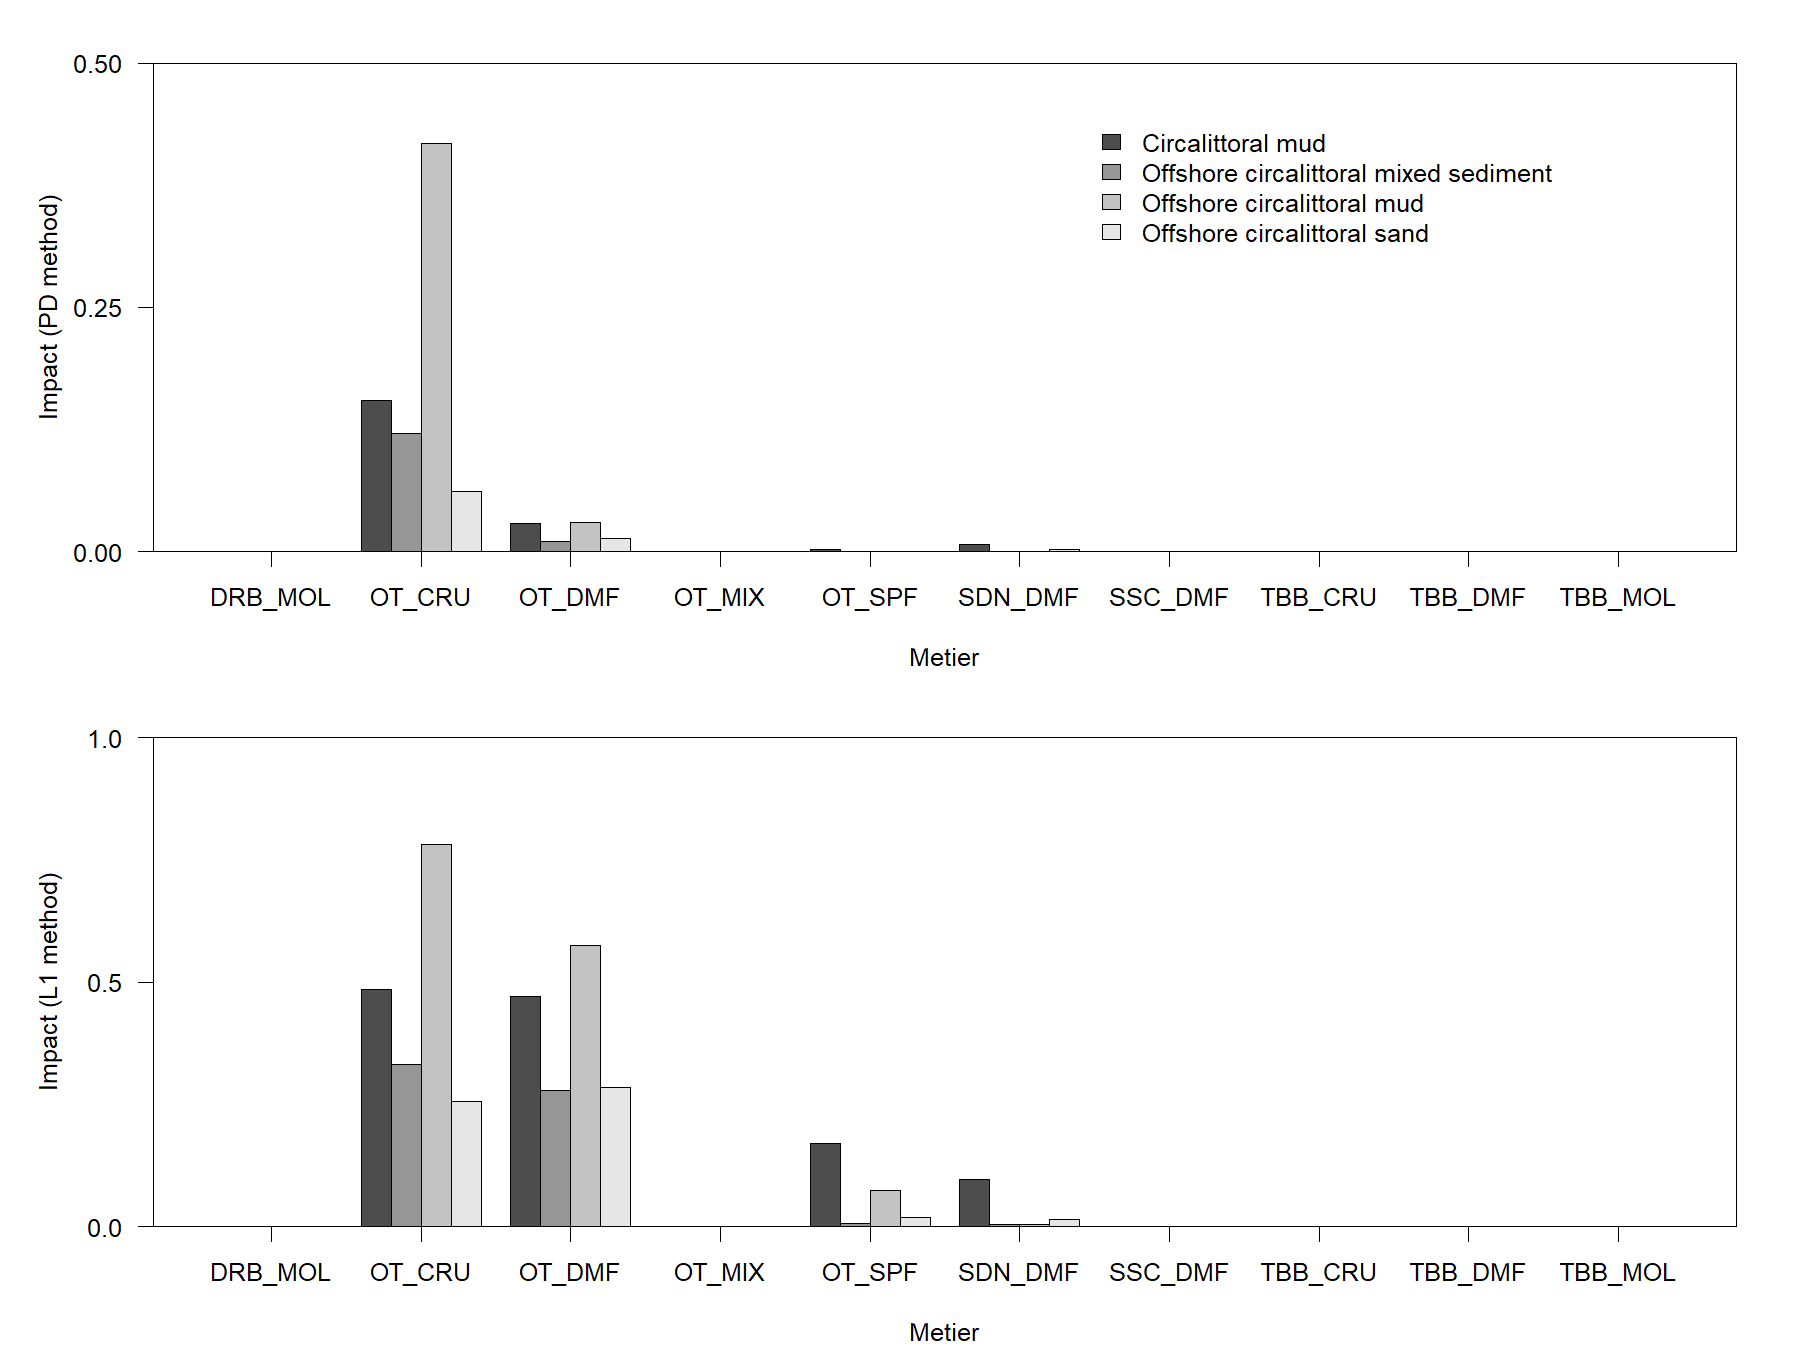 0.50
Circalittoral mud
Offshore circalittoral mixed sediment
Offshore circalittoral mud
Offshore circalittoral sand
Impact (PD method)
0.25
0.00
DRB_MOL OT_CRU OT_DMF OT_MIX OT_SPF SDN_DMF SSC_DMF TBB_CRU TBB_DMF TBB_MOL
Metier
1.0
Impact (L1 method)
0.5
0.0
DRB_MOL OT_CRU OT_DMF OT_MIX OT_SPF SDN_DMF SSC_DMF TBB_CRU TBB_DMF TBB_MOL
Metier